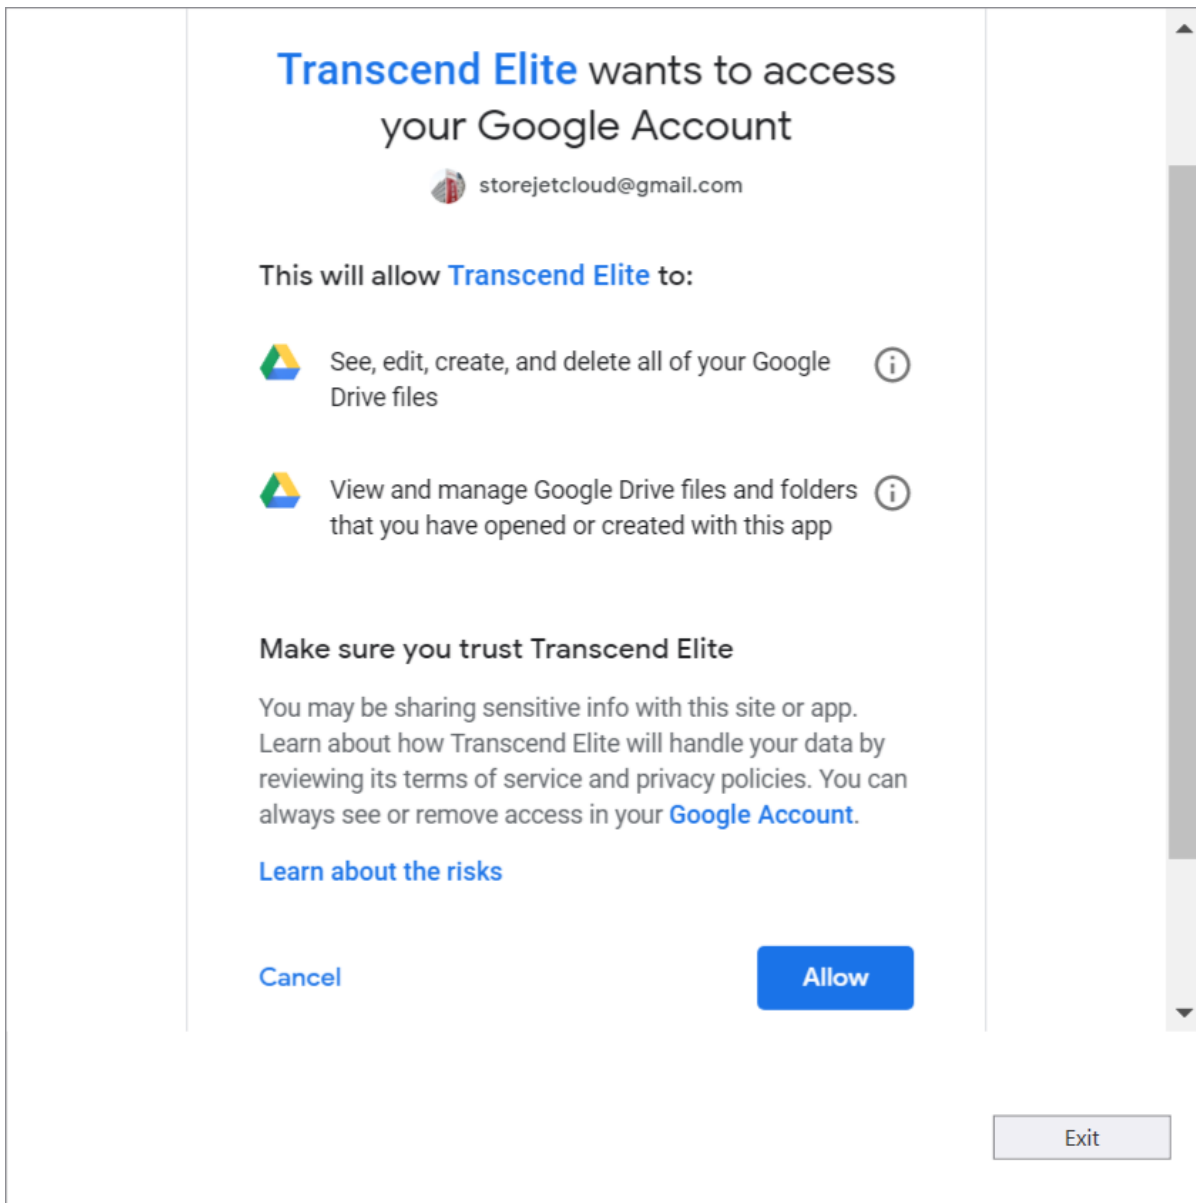 Transcend Elite wants to access
your Google Account
storejetcloud@gmail.com
This will allow Transcend Elite to:
See, edit, create, and delete all of your Google
Drive files
View and manage Google Drive files and folders
that you have opened or created with this app
Make sure you trust Transcend Elite
You may be sharing sensitive info with this site or app.
Learn about how Transcend Elite will handle your data by
reviewing its terms of service and privacy policies. You can
always see or remove access in your Google Account.
Learn about the risks
Cancel
Allow
Exit